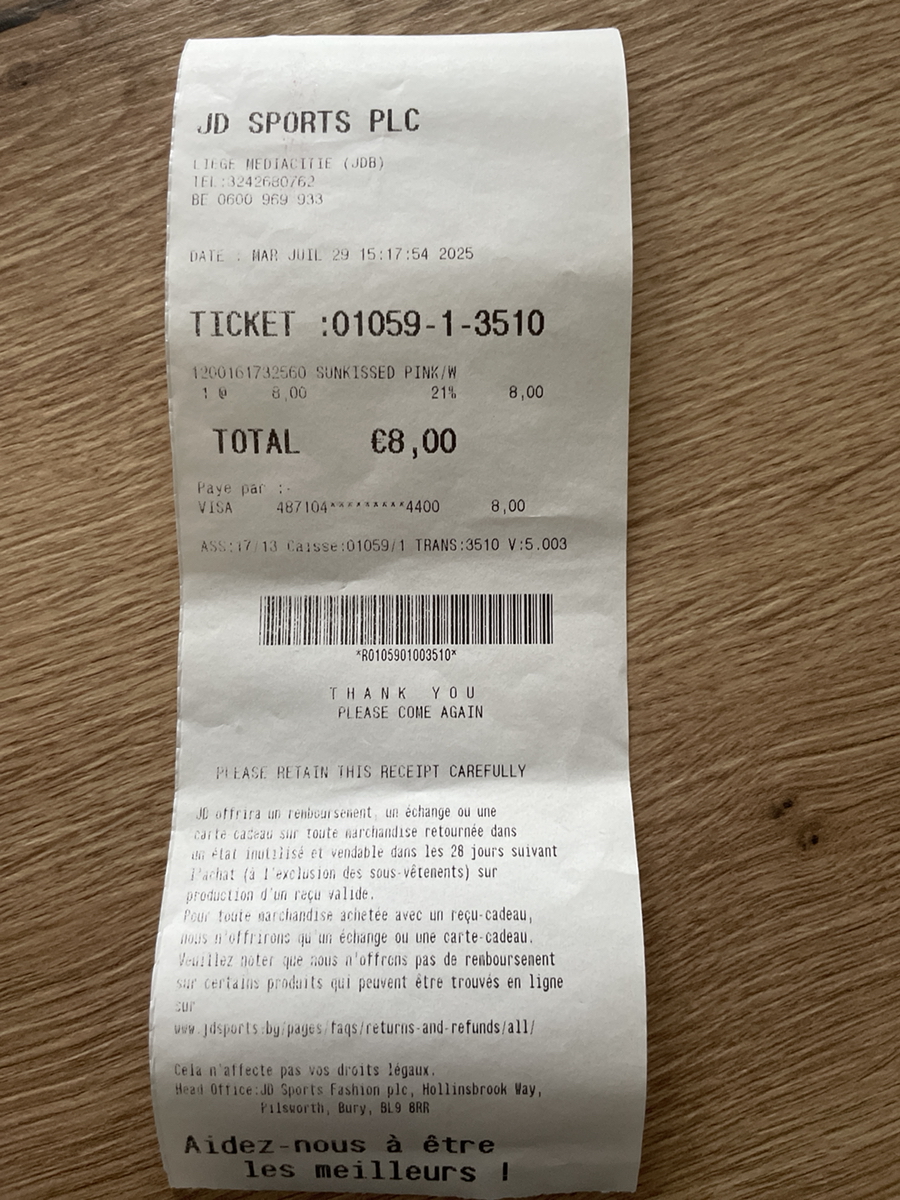 JD SPORTS PLC
LIEGE MEDIACITIE (JDB)
TEL:3242680762
BE 0600 969 933
DATE : MAR JUIL 29 15:17:54 2025
TICKET :01059-1-3510
1200161732560 SUNKISSED PINK/W
1 @ 8,00 21% 8,00
TOTAL €8,00
Paye par :-
VISA 487104*********4400 8,00
ASS:17/13 Caisse:01059/1 TRANS:3510 V:5.003
*R0105901003510*
THANK YOU
PLEASE COME AGAIN
PLEASE RETAIN THIS RECEIPT CAREFULLY
JD offrira un remboursement, un échange ou une
carte cadeau sur toute marchandise retournée dans
un état inutilisé et vendable dans les 28 jours suivant
l'achat (à l'exclusion des sous-vêtements) sur
production d'un reçu valide.
Pour toute marchandise achetée avec un reçu-cadeau,
nous n'offrirons qu'un échange ou une carte-cadeau.
Veuillez noter que nous n'offrons pas de remboursement
sur certains produits qui peuvent être trouvés en ligne
sur
www.jdsports.by/pages/faqs/returns-and-refunds/all/
Cela n'affecte pas vos droits légaux.
Head Office:JD Sports Fashion plc, Hollinsbrook Way,
Pilsworth, Bury, BL9 8RR
Aidez-nous à être
les meilleurs !